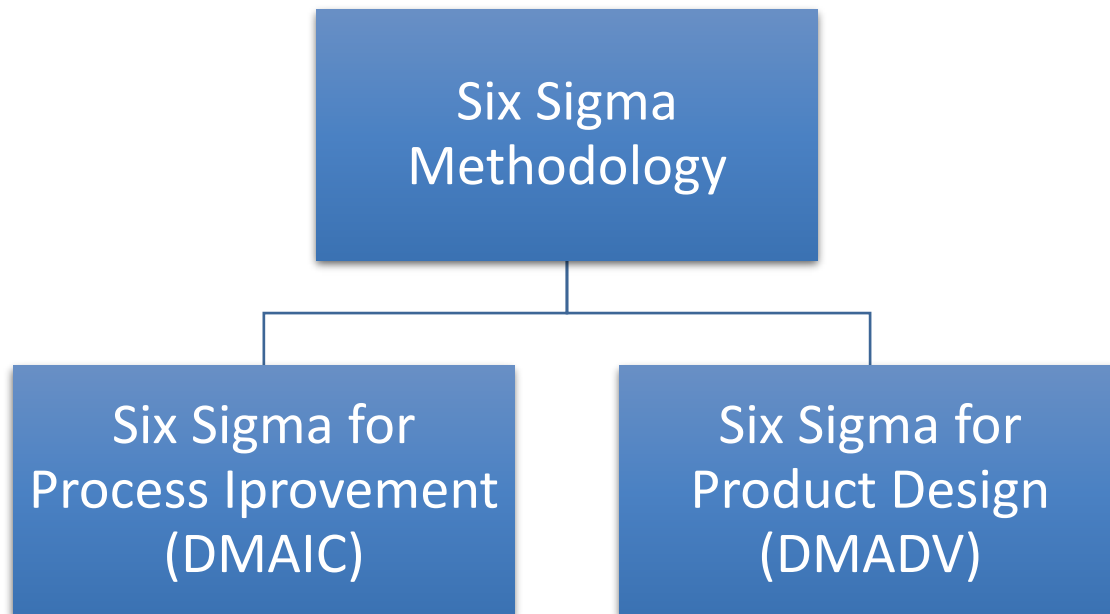 Six Sigma
Methodology
Six Sigma for
Process Iprovement
(DMAIC)
Six Sigma for
Product Design
(DMADV)